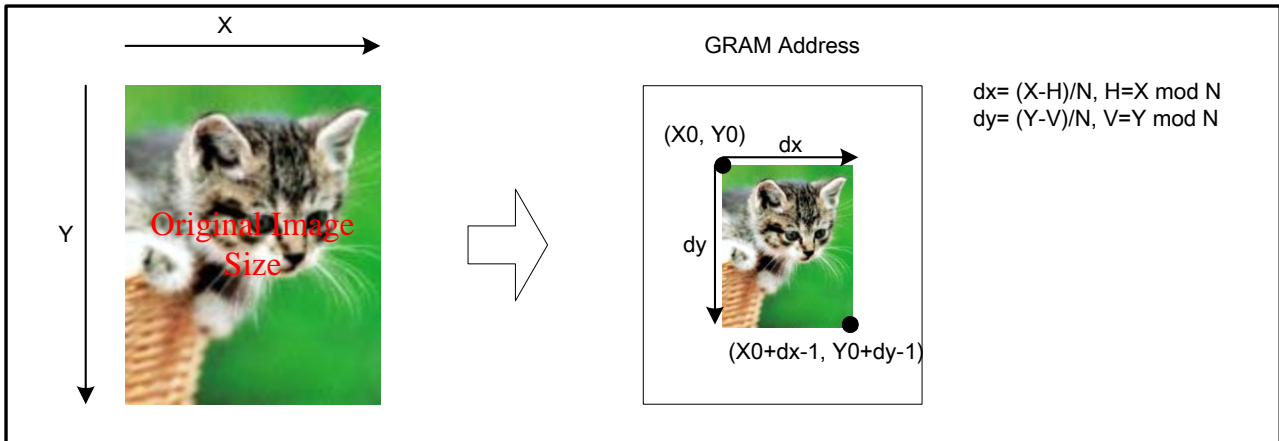 X
GRAM Address
dx= (X-H)/N, H=X mod N
dy= (Y-V)/N, V=Y mod N
(X0, Y0)
dx
Y
Original Image
Size
dy
(X0+dx-1, Y0+dy-1)